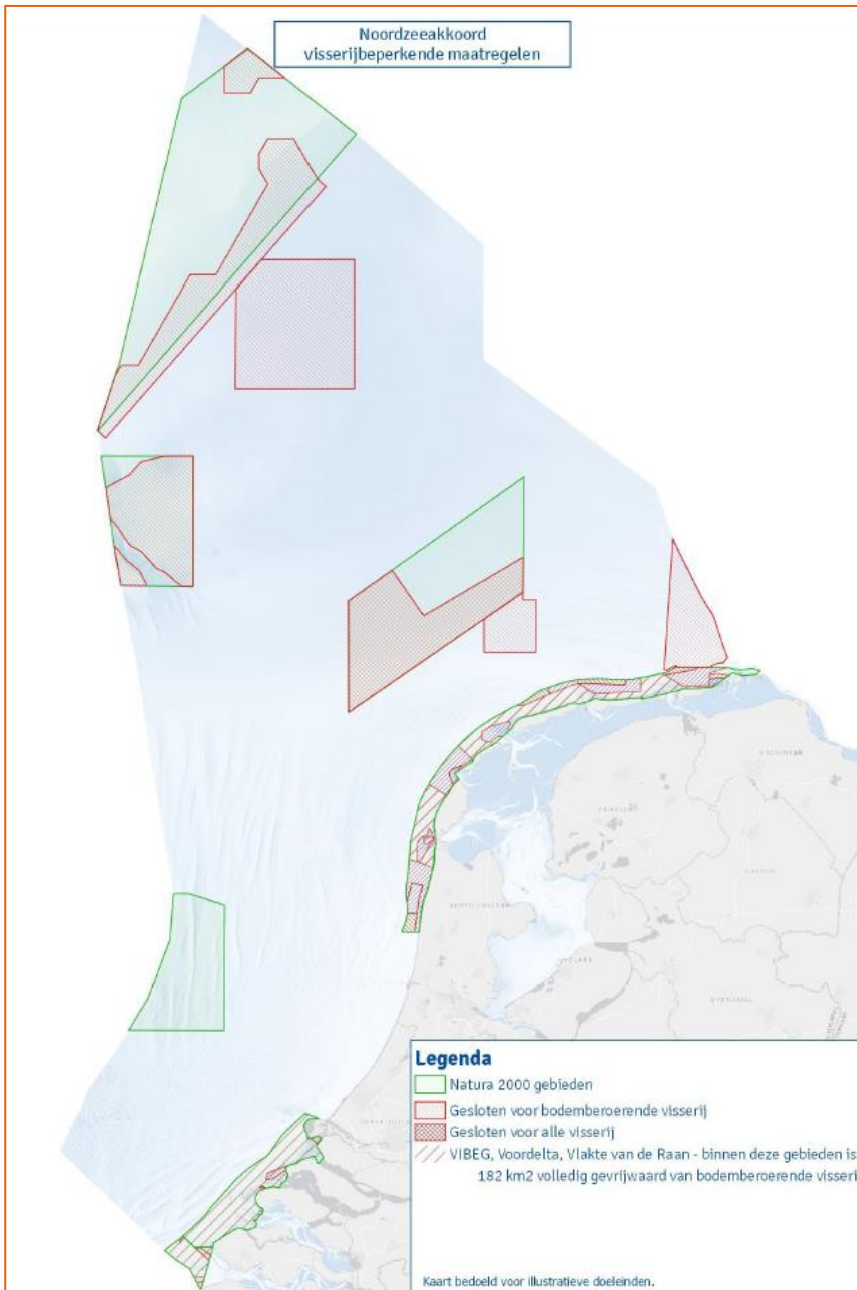 Noordzeeakkoord
visserijbeperkende maatregelen
Legenda
Natura 2000 gebieden
Gesloten voor bodemberoerende visserij
Gesloten voor alle visserij
VIBEG, Voordelta, Vlakte van de Raan - binnen deze gebieden is
182 km2 volledig gevrijwaard van bodemberoerende visseri
Kaart bedoeld voor illustratieve doeleinden.